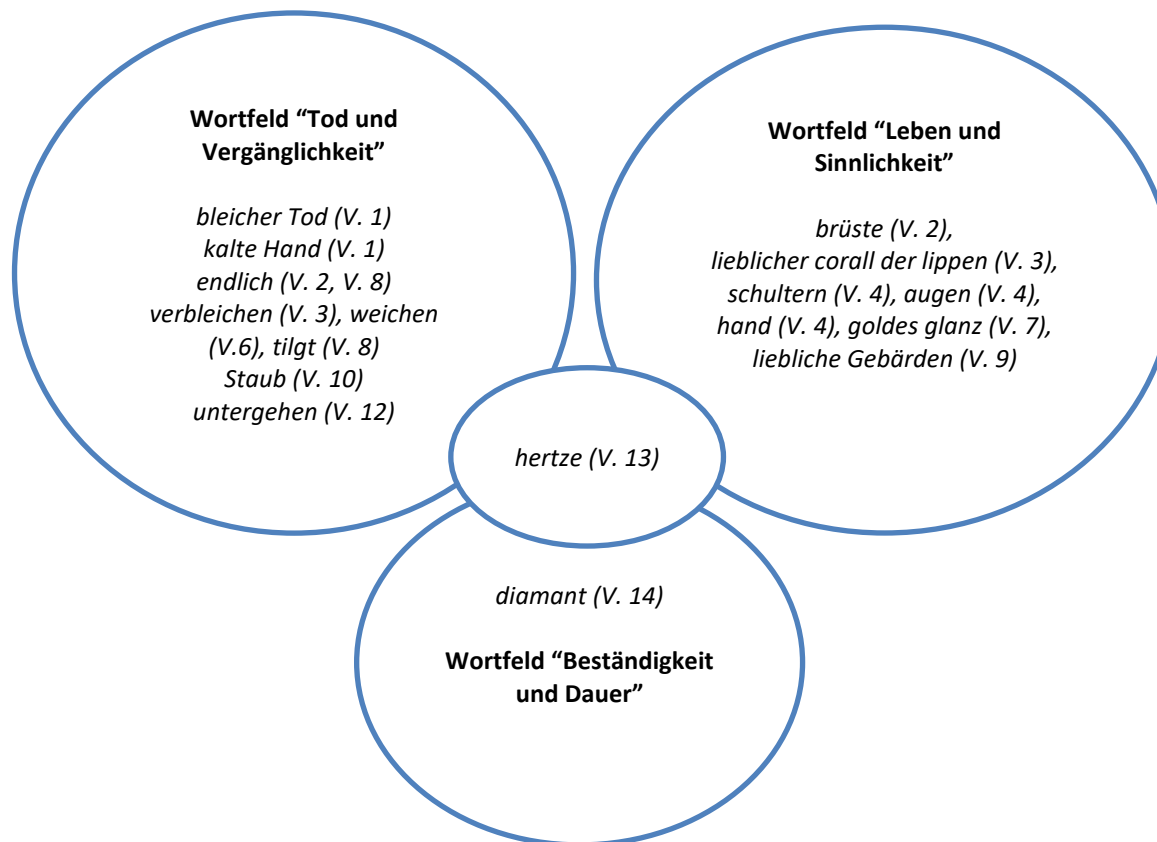 Wortfeld “Tod und
Vergänglichkeit”
bleicher Tod (V. 1)
kalte Hand (V. 1)
endlich (V. 2, V. 8)
verbleichen (V. 3), weichen
(V.6), tilgt (V. 8)
Staub (V. 10)
untergehen (V. 12)
Wortfeld “Leben und
Sinnlichkeit”
brüste (V. 2),
lieblicher corall der lippen (V. 3),
schultern (V. 4), augen (V. 4),
hand (V. 4), goldes glanz (V. 7),
liebliche Gebärden (V. 9)
hertze (V. 13)
diamant (V. 14)
Wortfeld “Beständigkeit
und Dauer”